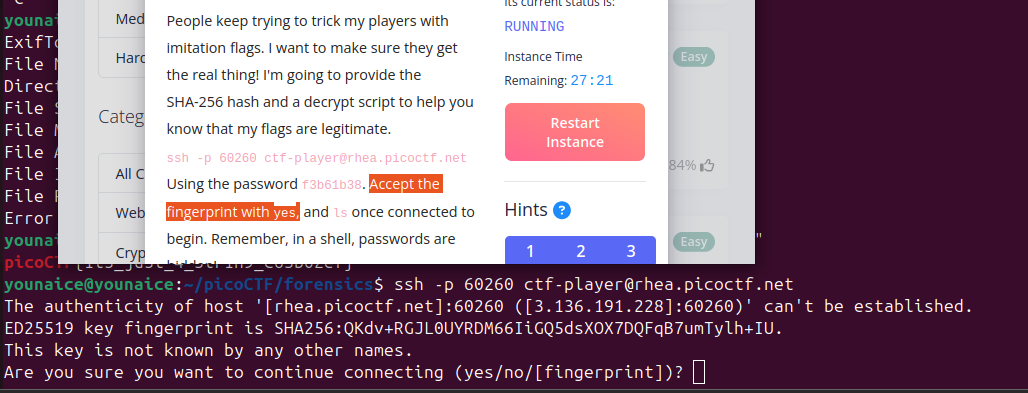 People keep trying to trick my players with
imitation flags. I want to make sure they get
the real thing! I'm going to provide the
SHA-256 hash and a decrypt script to help you
know that my flags are legitimate.
ssh -p 60260 ctf-player@rhea.picoctf.net
Using the password f3b61b38. Accept the
fingerprint with yes, and ls once connected to
begin. Remember, in a shell, passwords are
Its current status is:
RUNNING
Instance Time
Remaining: 27:21
Restart
Instance
Hints ?
1 2 3
Med
Hard
Categ
All C
Web
Cryp
Easy
84%
Easy
younai
ExifTo
File
Direct
File
File
File
File
File
Error
younai "
younaice@younaice:~/picoCTF/forensics$ ssh -p 60260 ctf-player@rhea.picoctf.net
The authenticity of host '[rhea.picoctf.net]:60260 ([3.136.191.228]:60260)' can't be established.
ED25519 key fingerprint is SHA256:QKdv+RGJL0UYRDM66IiGQ5dsXOX7DQFqB7umTylh+IU.
This key is not known by any other names.
Are you sure you want to continue connecting (yes/no/[fingerprint])?